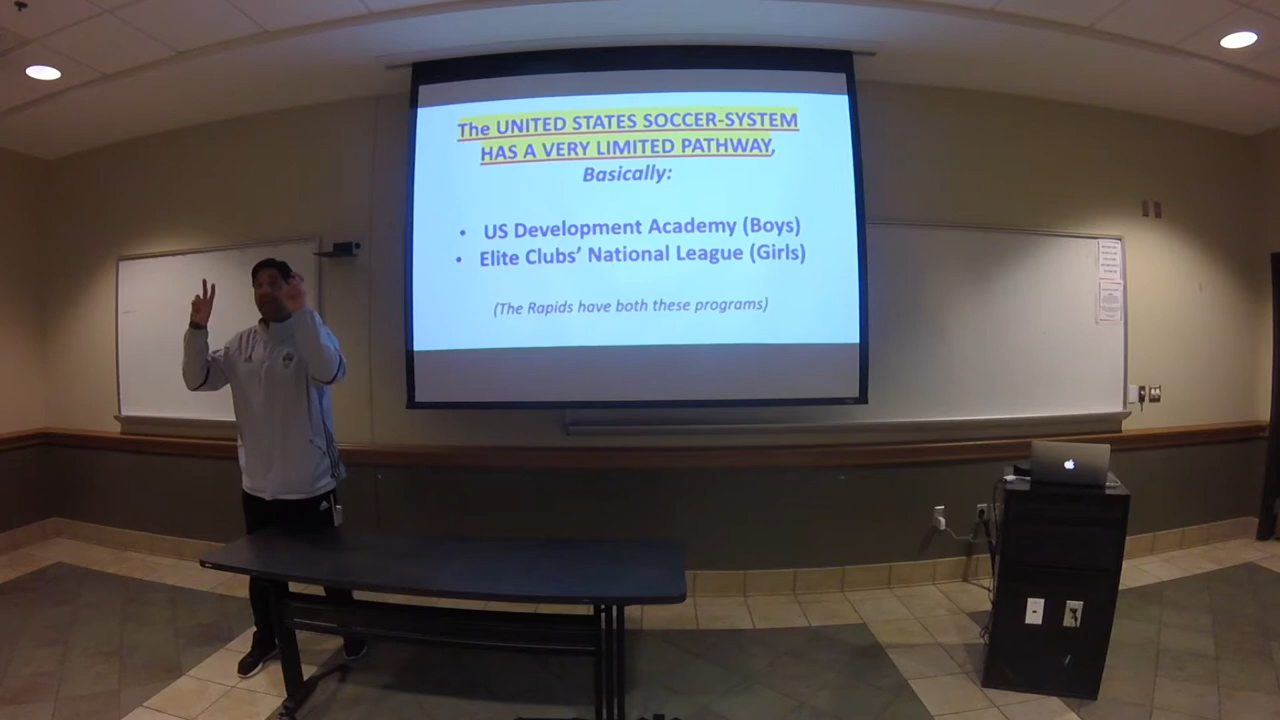 The UNITED STATES SOCCER-SYSTEM
HAS A VERY LIMITED PATHWAY,
Basically:
• US Development Academy (Boys)
• Elite Clubs' National League (Girls)
(The Rapids have both these programs)